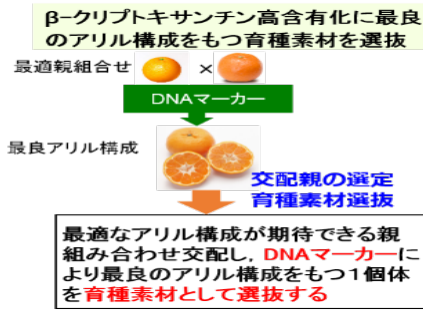 β-クリプトキサンチン高含有化に最良
のアリル構成をもつ育種素材を選抜
最適親組合せ
×
DNAマーカー
最良アリル構成
交配親の選定
育種素材選抜
最適なアリル構成が期待できる親
組み合わせ交配し,DNAマーカーに
より最良のアリル構成をもつ1個体
を育種素材として選抜する